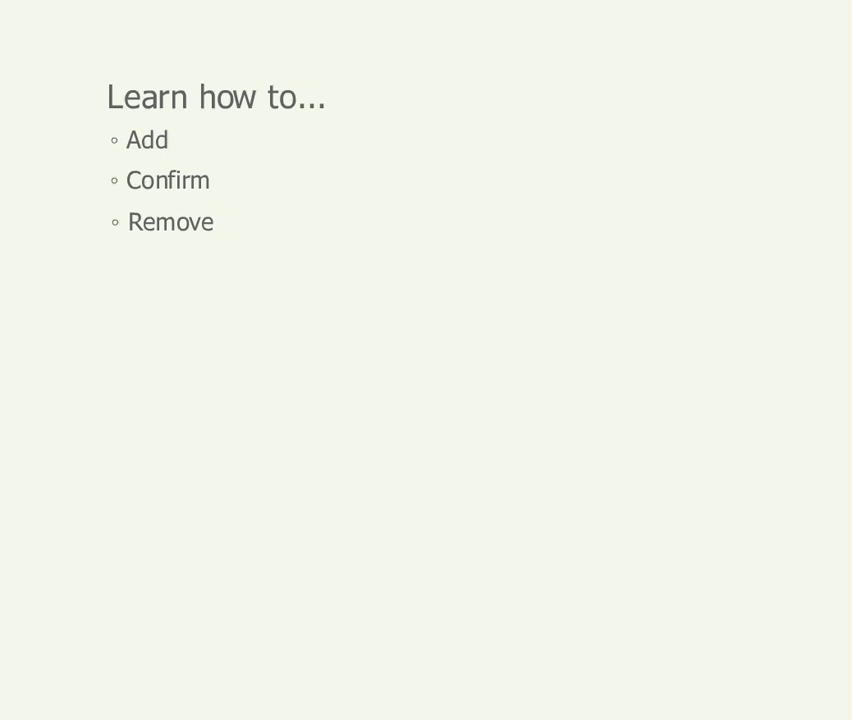 Learn how to...
◦ Add
◦ Confirm
◦ Remove